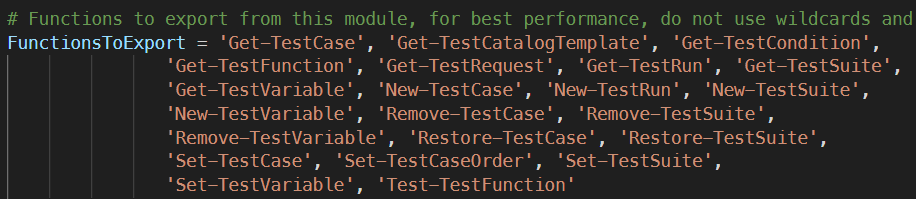 # Functions to export from this module, for best performance, do not use wildcards and
FunctionsToExport = 'Get-TestCase', 'Get-TestCatalogTemplate', 'Get-TestCondition',
'Get-TestFunction', 'Get-TestRequest', 'Get-TestRun', 'Get-TestSuite',
'Get-TestVariable', 'New-TestCase', 'New-TestRun', 'New-TestSuite',
'New-TestVariable', 'Remove-TestCase', 'Remove-TestSuite',
'Remove-TestVariable', 'Restore-TestCase', 'Restore-TestSuite',
'Set-TestCase', 'Set-TestCaseOrder', 'Set-TestSuite',
'Set-TestVariable', 'Test-TestFunction'